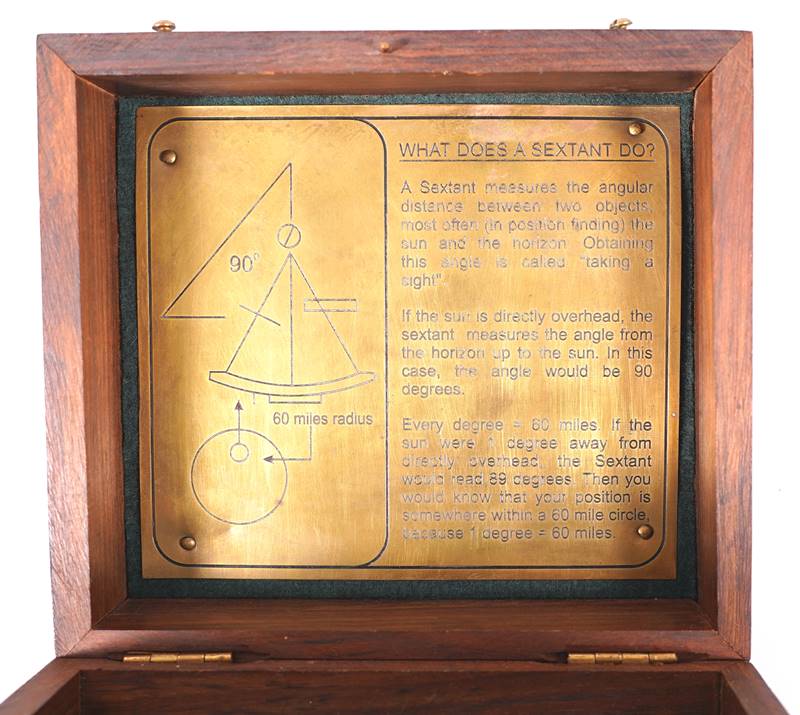 WHAT DOES A SEXTANT DO?
A Sextant measures the angular
distance between two objects,
most often (in position finding) the
sun and the horizon. Obtaining
this angle is called "taking a
sight".
If the sun is directly overhead, the
sextant measures the angle from
the horizon up to the sun. In this
case, the angle would be 90
degrees.
Every degree = 60 miles. If the
sun were 1 degree away from
directly overhead, the Sextant
would read 89 degrees. Then you
would know that your position is
somewhere within a 60 mile circle,
because 1 degree = 60 miles.
90°
60 miles radius